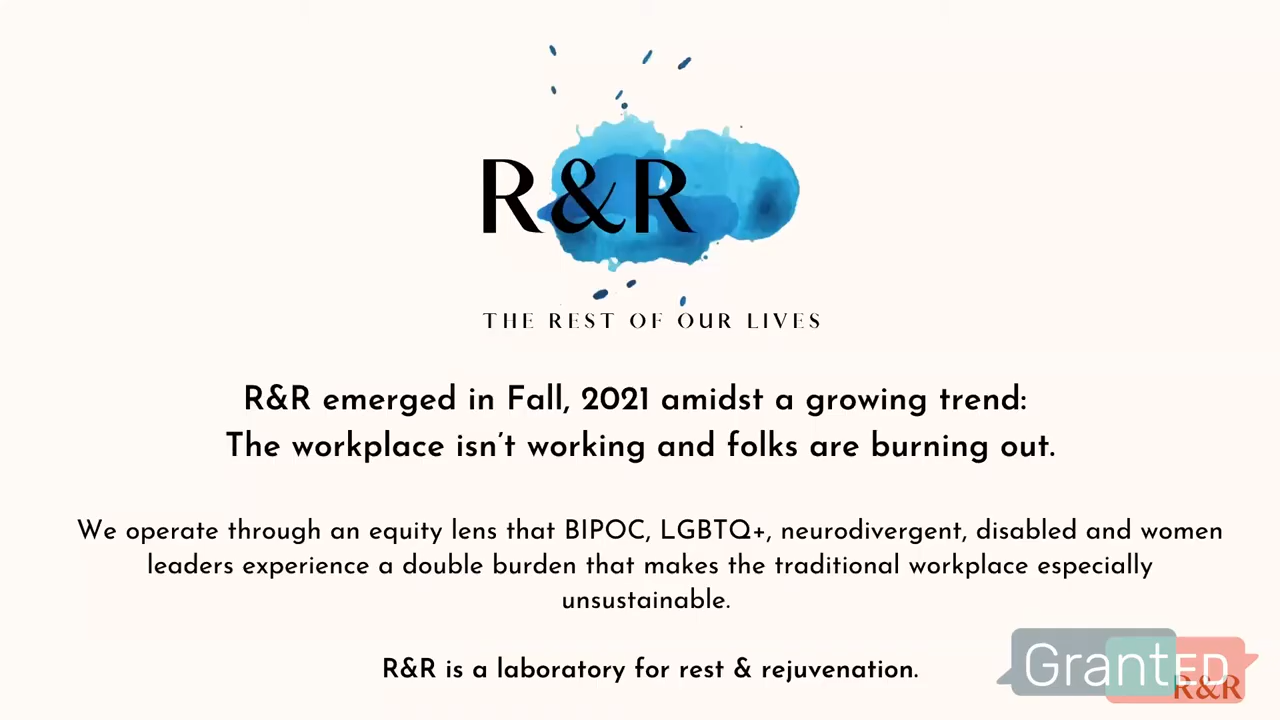 R&R
THE REST OF OUR LIVES
R&R emerged in Fall, 2021 amidst a growing trend:
The workplace isn't working and folks are burning out.
We operate through an equity lens that BIPOC, LGBTQ+, neurodivergent, disabled and women
leaders experience a double burden that makes the traditional workplace especially
unsustainable.
R&R is a laboratory for rest & rejuvenation.
GrantED
R&R